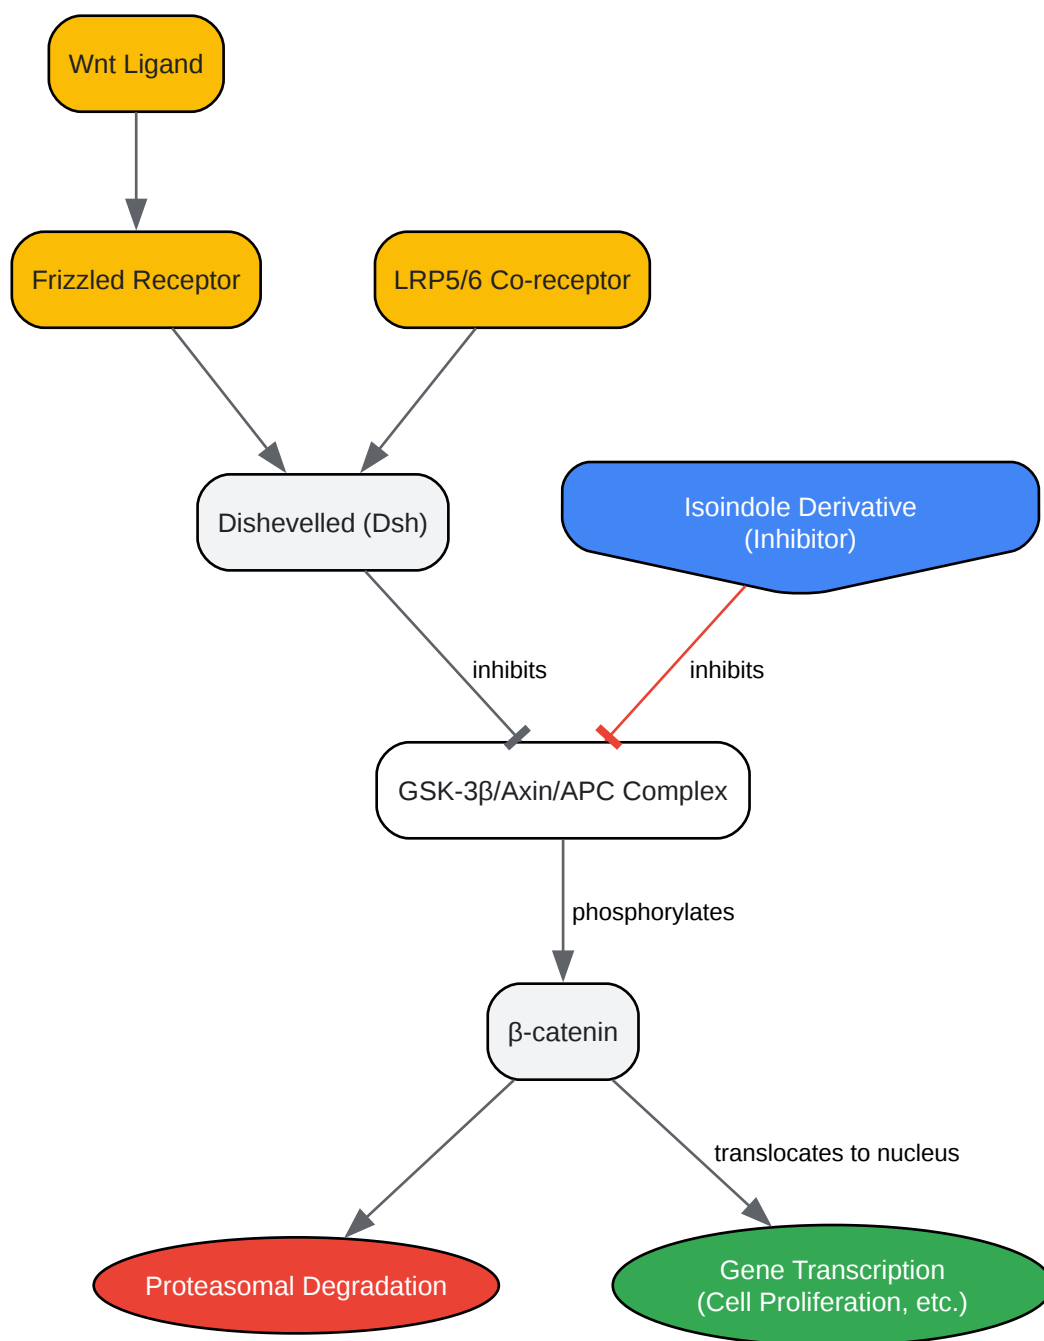 Wnt Ligand
Frizzled Receptor
LRP5/6 Co-receptor
Dishevelled (Dsh)
Isoindole Derivative
(Inhibitor)
inhibits
inhibits
GSK-3β/Axin/APC Complex
phosphorylates
β-catenin
translocates to nucleus
Proteasomal Degradation
Gene Transcription
(Cell Proliferation, etc.)